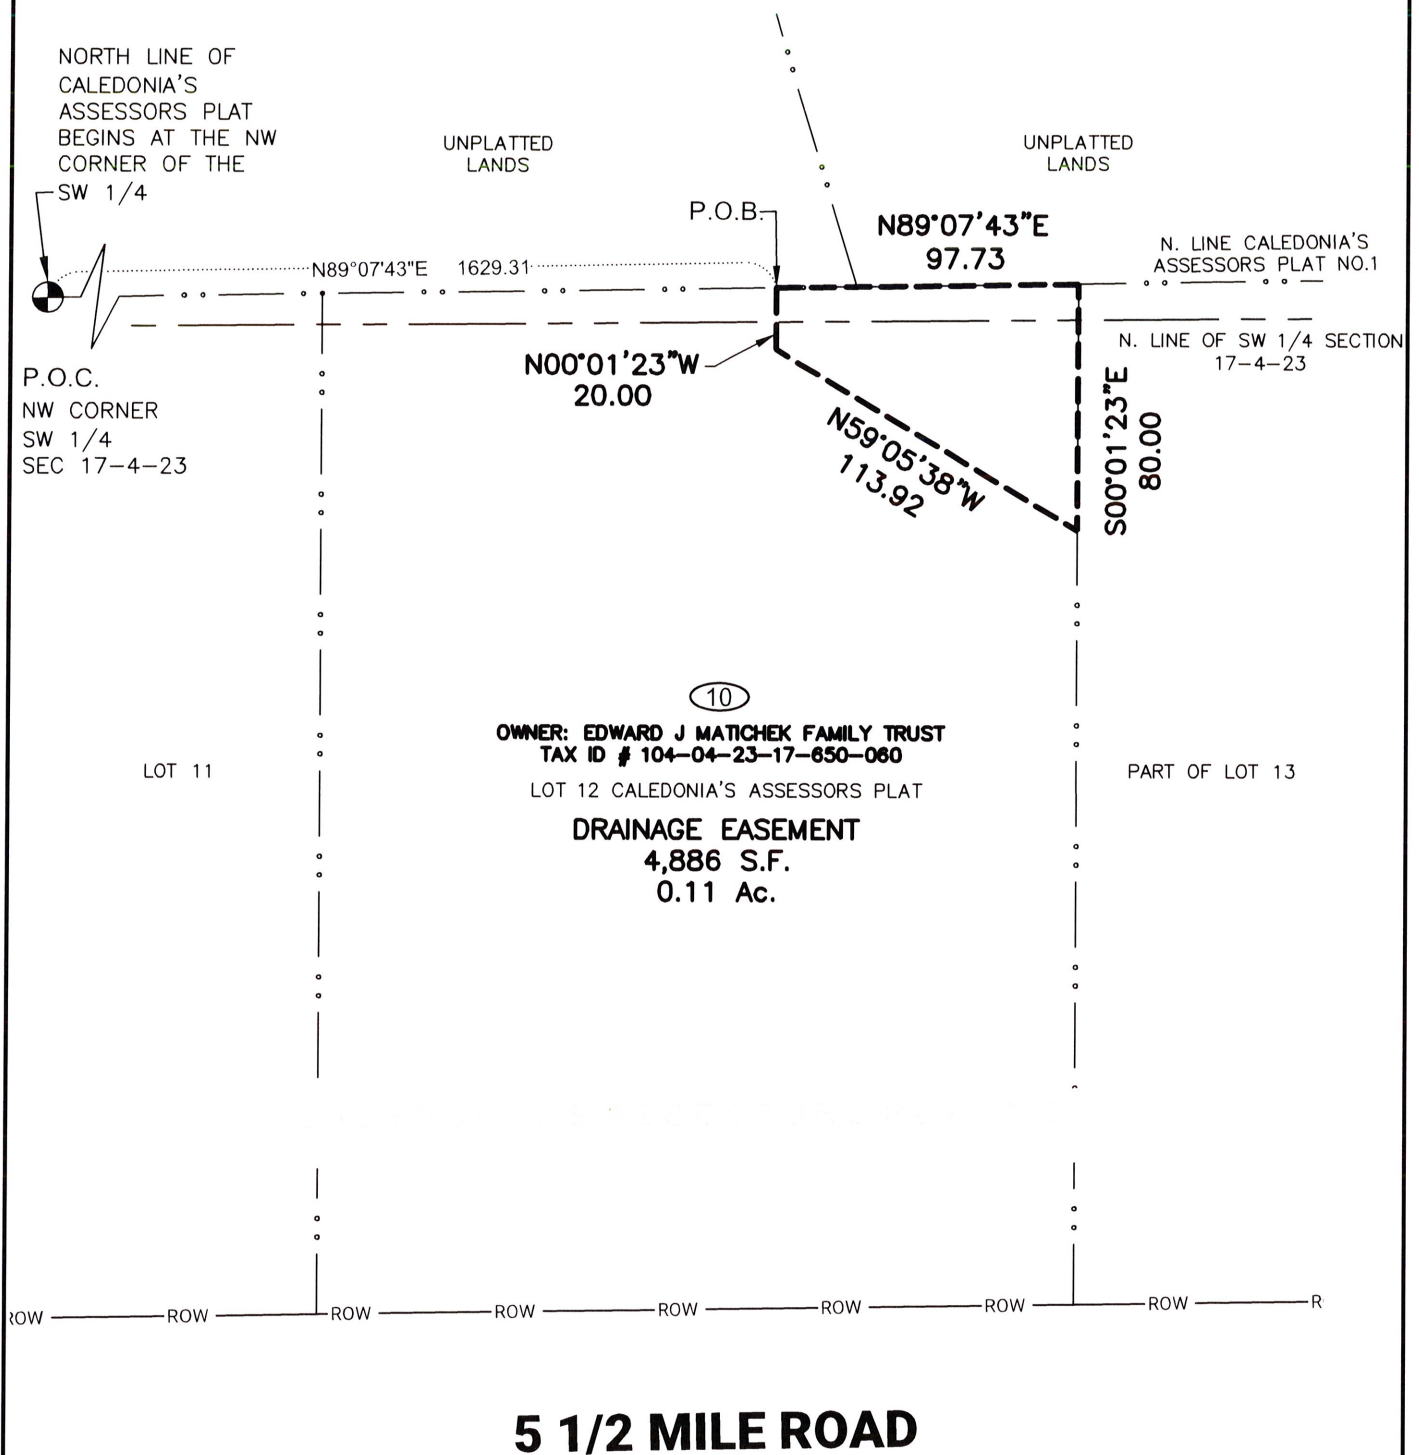 NORTH LINE OF
CALEDONIA'S
ASSESSORS PLAT
BEGINS AT THE NW
CORNER OF THE
SW 1/4
UNPLATTED
LANDS
UNPLATTED
LANDS
P.O.B.
N89°07'43"E
97.73
N. LINE CALEDONIA'S
ASSESSORS PLAT NO.1
N89°07'43"E 1629.31
N. LINE OF SW 1/4 SECTION
17-4-23
P.O.C.
NW CORNER
SW 1/4
SEC 17-4-23
N00°01'23"W
20.00
N59°05'38"W
113.92
S00°01'23"E
80.00
10
OWNER: EDWARD J MATICHEK FAMILY TRUST
TAX ID # 104-04-23-17-650-060
LOT 11
LOT 12 CALEDONIA'S ASSESSORS PLAT
PART OF LOT 13
DRAINAGE EASEMENT
4,886 S.F.
0.11 Ac.
ROW ROW ROW ROW ROW ROW ROW ROW R
5 1/2 MILE ROAD